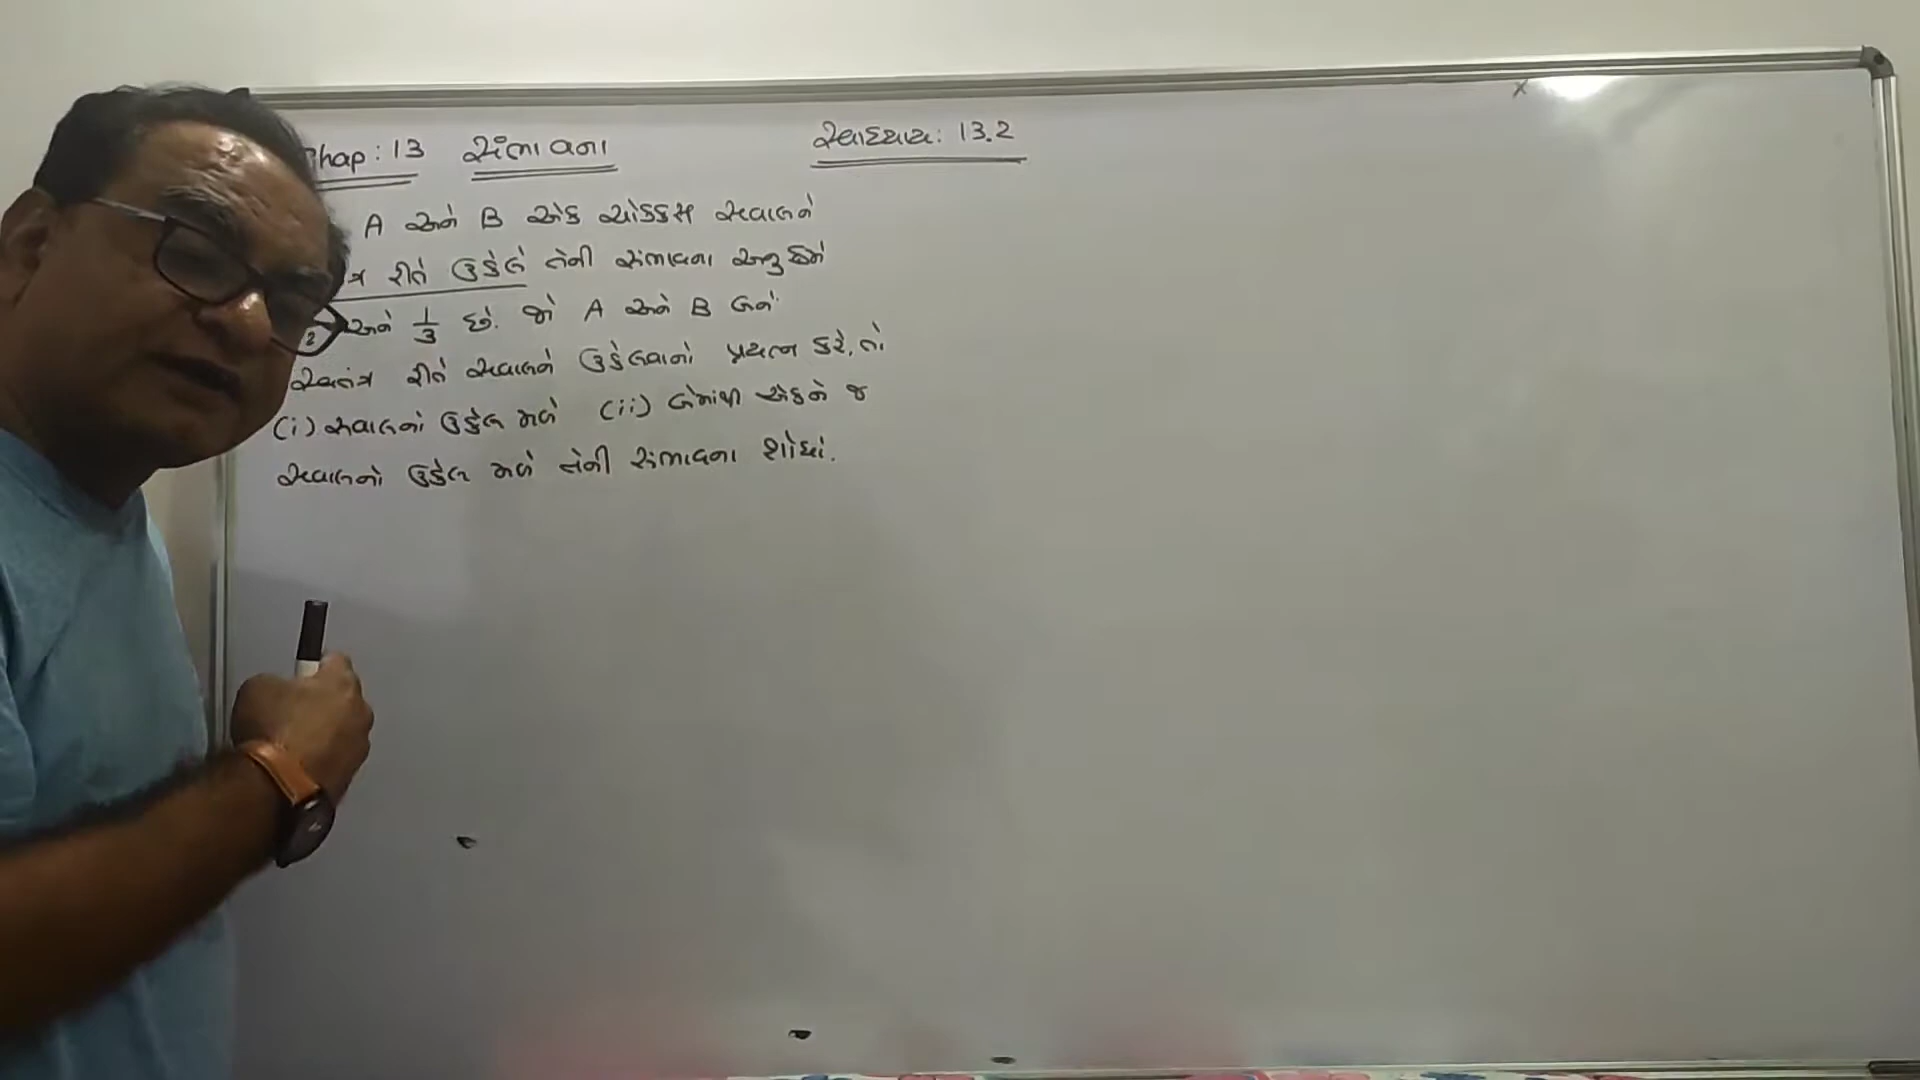 Chap: 13 સંભાવના સ્વાધ્યાય: 13.2
A અને B એક ચોક્કસ સવાલને
ત્ર રીતે ઉકેલે તેની સંભાવના અનુક્રમે
2 અને 1/3 છે. જો A અને B બંને
સ્વતંત્ર રીતે સવાલને ઉકેલવાનો પ્રયત્ન કરે, તો
(i) સવાલનો ઉકેલ મળે (ii) બેમાંથી એકને જ
સવાલનો ઉકેલ મળે તેની સંભાવના શોધો.